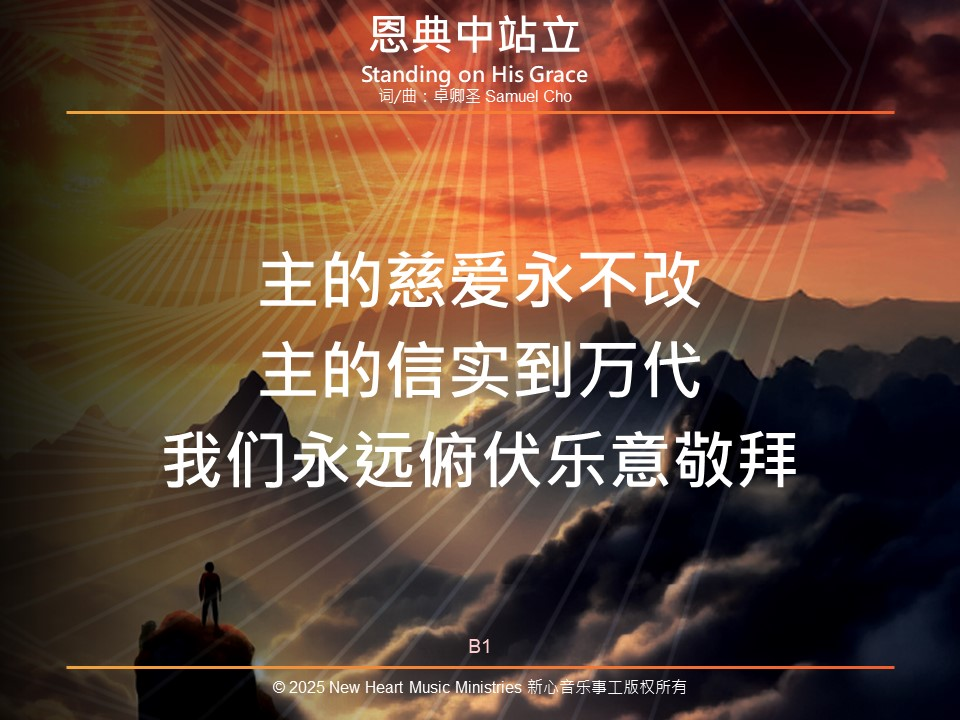 恩典中站立
Standing on His Grace
词/曲：卓卿圣 Samuel Cho
主的慈爱永不改
主的信实到万代
我们永远俯伏乐意敬拜
B1
© 2025 New Heart Music Ministries 新心音乐事工版权所有